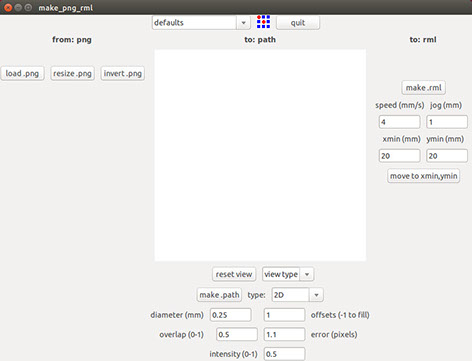 make_png_rml
defaults quit
from: png to: path to: rml
load .png resize .png invert .png
make .rml
speed (mm/s) jog (mm)
4 1
xmin (mm) ymin (mm)
20 20
move to xmin,ymin
reset view view type
make .path type: 2D
diameter (mm) 0.25 1 offsets (-1 to fill)
overlap (0-1) 0.5 1.1 error (pixels)
intensity (0-1) 0.5